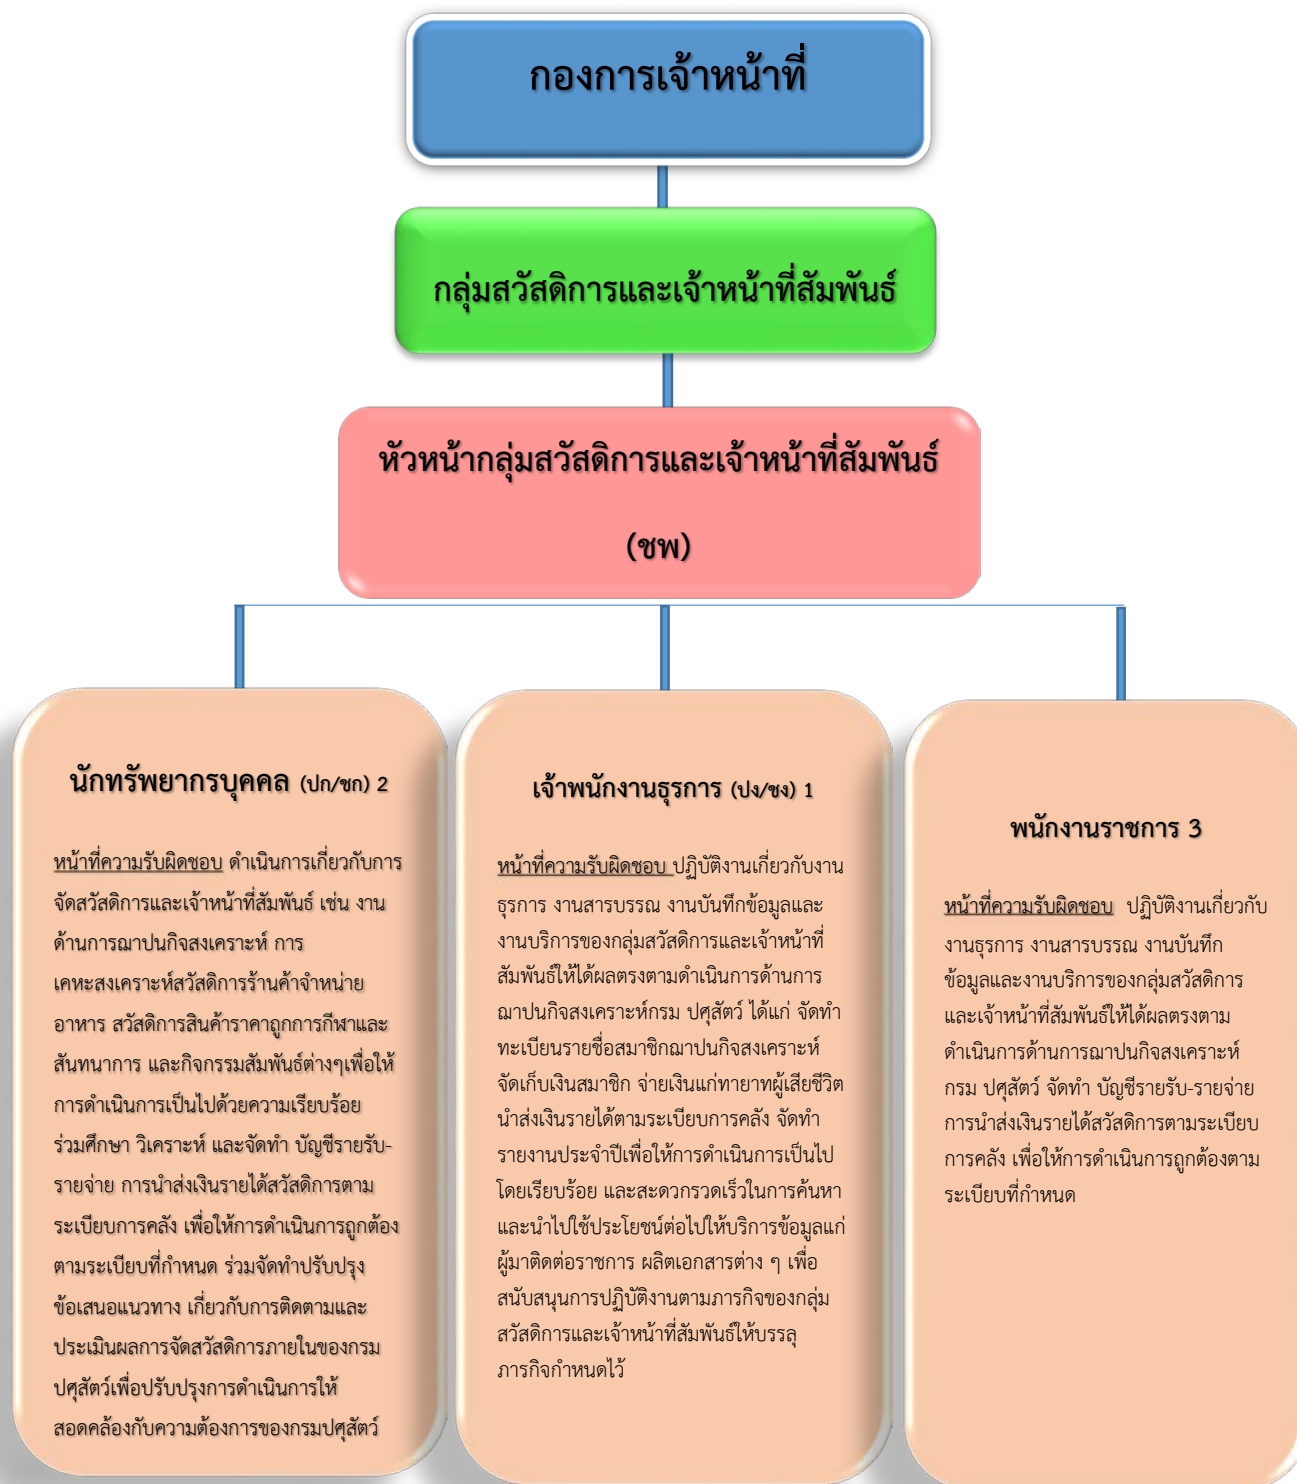 กองการเจ้าหน้าที่
กลุ่มสวัสดิการและเจ้าหน้าที่สัมพันธ์
หัวหน้ากลุ่มสวัสดิการและเจ้าหน้าที่สัมพันธ์
(ชพ)
นักทรัพยากรบุคคล (ปก/ชก) 2
หน้าที่ความรับผิดชอบ ดำเนินการเกี่ยวกับการ
จัดสวัสดิการและเจ้าหน้าที่สัมพันธ์ เช่น งาน
ด้านการฌาปนกิจสงเคราะห์ การ
เคหะสงเคราะห์สวัสดิการร้านค้าจำหน่าย
อาหาร สวัสดิการสินค้าราคาถูกการกีฬาและ
สันทนาการ และกิจกรรมสัมพันธ์ต่างๆเพื่อให้
การดำเนินการเป็นไปด้วยความเรียบร้อย
ร่วมศึกษา วิเคราะห์ และจัดทำ บัญชีรายรับ-
รายจ่าย การนำส่งเงินรายได้สวัสดิการตาม
ระเบียบการคลัง เพื่อให้การดำเนินการถูกต้อง
ตามระเบียบที่กำหนด ร่วมจัดทำปรับปรุง
ข้อเสนอแนวทาง เกี่ยวกับการติดตามและ
ประเมินผลการจัดสวัสดิการภายในของกรม
ปศุสัตว์เพื่อปรับปรุงการดำเนินการให้
สอดคล้องกับความต้องการของกรมปศุสัตว์
เจ้าพนักงานธุรการ (ปง/ชง) 1
หน้าที่ความรับผิดชอบ ปฏิบัติงานเกี่ยวกับงาน
ธุรการ งานสารบรรณ งานบันทึกข้อมูลและ
งานบริการของกลุ่มสวัสดิการและเจ้าหน้าที่
สัมพันธ์ให้ได้ผลตรงตามดำเนินการด้านการ
ฌาปนกิจสงเคราะห์กรม ปศุสัตว์ ได้แก่ จัดทำ
ทะเบียนรายชื่อสมาชิกฌาปนกิจสงเคราะห์
จัดเก็บเงินสมาชิก จ่ายเงินแก่ทายาทผู้เสียชีวิต
นำส่งเงินรายได้ตามระเบียบการคลัง จัดทำ
รายงานประจำปีเพื่อให้การดำเนินการเป็นไป
โดยเรียบร้อย และสะดวกรวดเร็วในการค้นหา
และนำไปใช้ประโยชน์ต่อไปให้บริการข้อมูลแก่
ผู้มาติดต่อราชการ ผลิตเอกสารต่าง ๆ เพื่อ
สนับสนุนการปฏิบัติงานตามภารกิจของกลุ่ม
สวัสดิการและเจ้าหน้าที่สัมพันธ์ให้บรรลุ
ภารกิจกำหนดไว้
พนักงานราชการ 3
หน้าที่ความรับผิดชอบ ปฏิบัติงานเกี่ยวกับ
งานธุรการ งานสารบรรณ งานบันทึก
ข้อมูลและงานบริการของกลุ่มสวัสดิการ
และเจ้าหน้าที่สัมพันธ์ให้ได้ผลตรงตาม
ดำเนินการด้านการฌาปนกิจสงเคราะห์
กรม ปศุสัตว์ จัดทำ บัญชีรายรับ-รายจ่าย
การนำส่งเงินรายได้สวัสดิการตามระเบียบ
การคลัง เพื่อให้การดำเนินการถูกต้องตาม
ระเบียบที่กำหนด